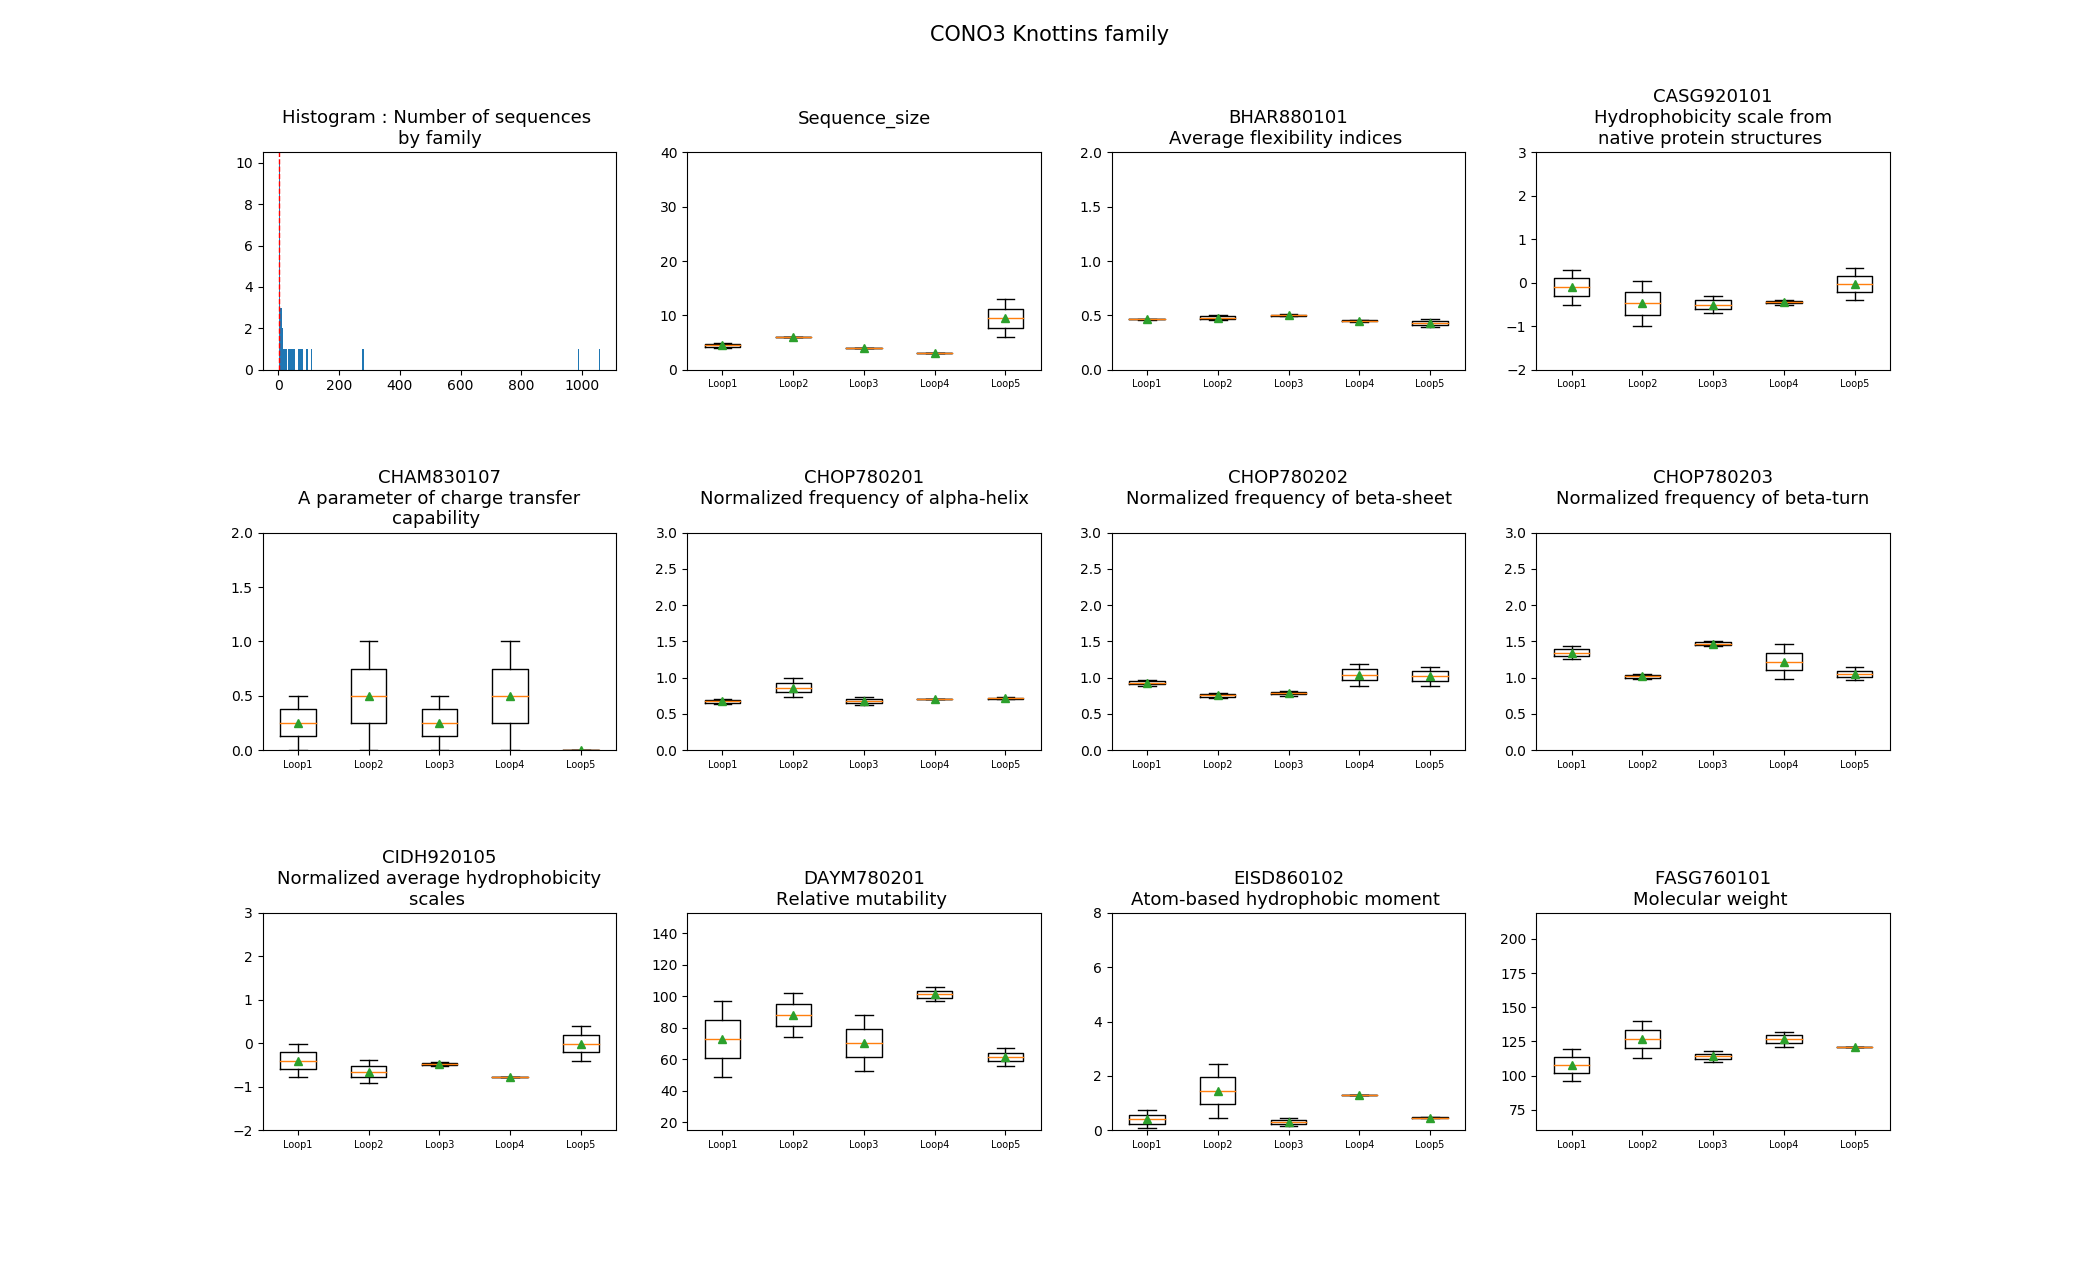 CONO3 Knottins family
Histogram : Number of sequences
by family
10
8
6
4
2
0
0 200 400 600 800 1000
Sequence_size
40
30
20
10
0
Loop1 Loop2 Loop3 Loop4 Loop5
BHAR880101
Average flexibility indices
2.0
1.5
1.0
0.5
0.0
Loop1 Loop2 Loop3 Loop4 Loop5
CASG920101
Hydrophobicity scale from
native protein structures
3
2
1
0
−1
−2
Loop1 Loop2 Loop3 Loop4 Loop5
CHAM830107
A parameter of charge transfer
capability
2.0
1.5
1.0
0.5
0.0
Loop1 Loop2 Loop3 Loop4 Loop5
CHOP780201
Normalized frequency of alpha-helix
3.0
2.5
2.0
1.5
1.0
0.5
0.0
Loop1 Loop2 Loop3 Loop4 Loop5
CHOP780202
Normalized frequency of beta-sheet
3.0
2.5
2.0
1.5
1.0
0.5
0.0
Loop1 Loop2 Loop3 Loop4 Loop5
CHOP780203
Normalized frequency of beta-turn
3.0
2.5
2.0
1.5
1.0
0.5
0.0
Loop1 Loop2 Loop3 Loop4 Loop5
CIDH920105
Normalized average hydrophobicity
scales
3
2
1
0
−1
−2
Loop1 Loop2 Loop3 Loop4 Loop5
DAYM780201
Relative mutability
140
120
100
80
60
40
20
Loop1 Loop2 Loop3 Loop4 Loop5
EISD860102
Atom-based hydrophobic moment
8
6
4
2
0
Loop1 Loop2 Loop3 Loop4 Loop5
FASG760101
Molecular weight
200
175
150
125
100
75
Loop1 Loop2 Loop3 Loop4 Loop5